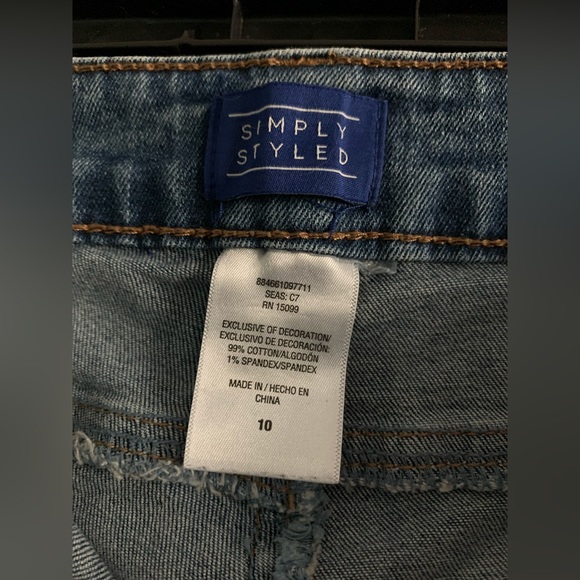 SIMPLY
STYLED
884661097711
SEAS: C7
RN 15099
EXCLUSIVE OF DECORATION/
EXCLUSIVO DE DECORACIÓN:
99% COTTON/ALGODÓN
1% SPANDEX/SPANDEX
MADE IN / HECHO EN
CHINA
10